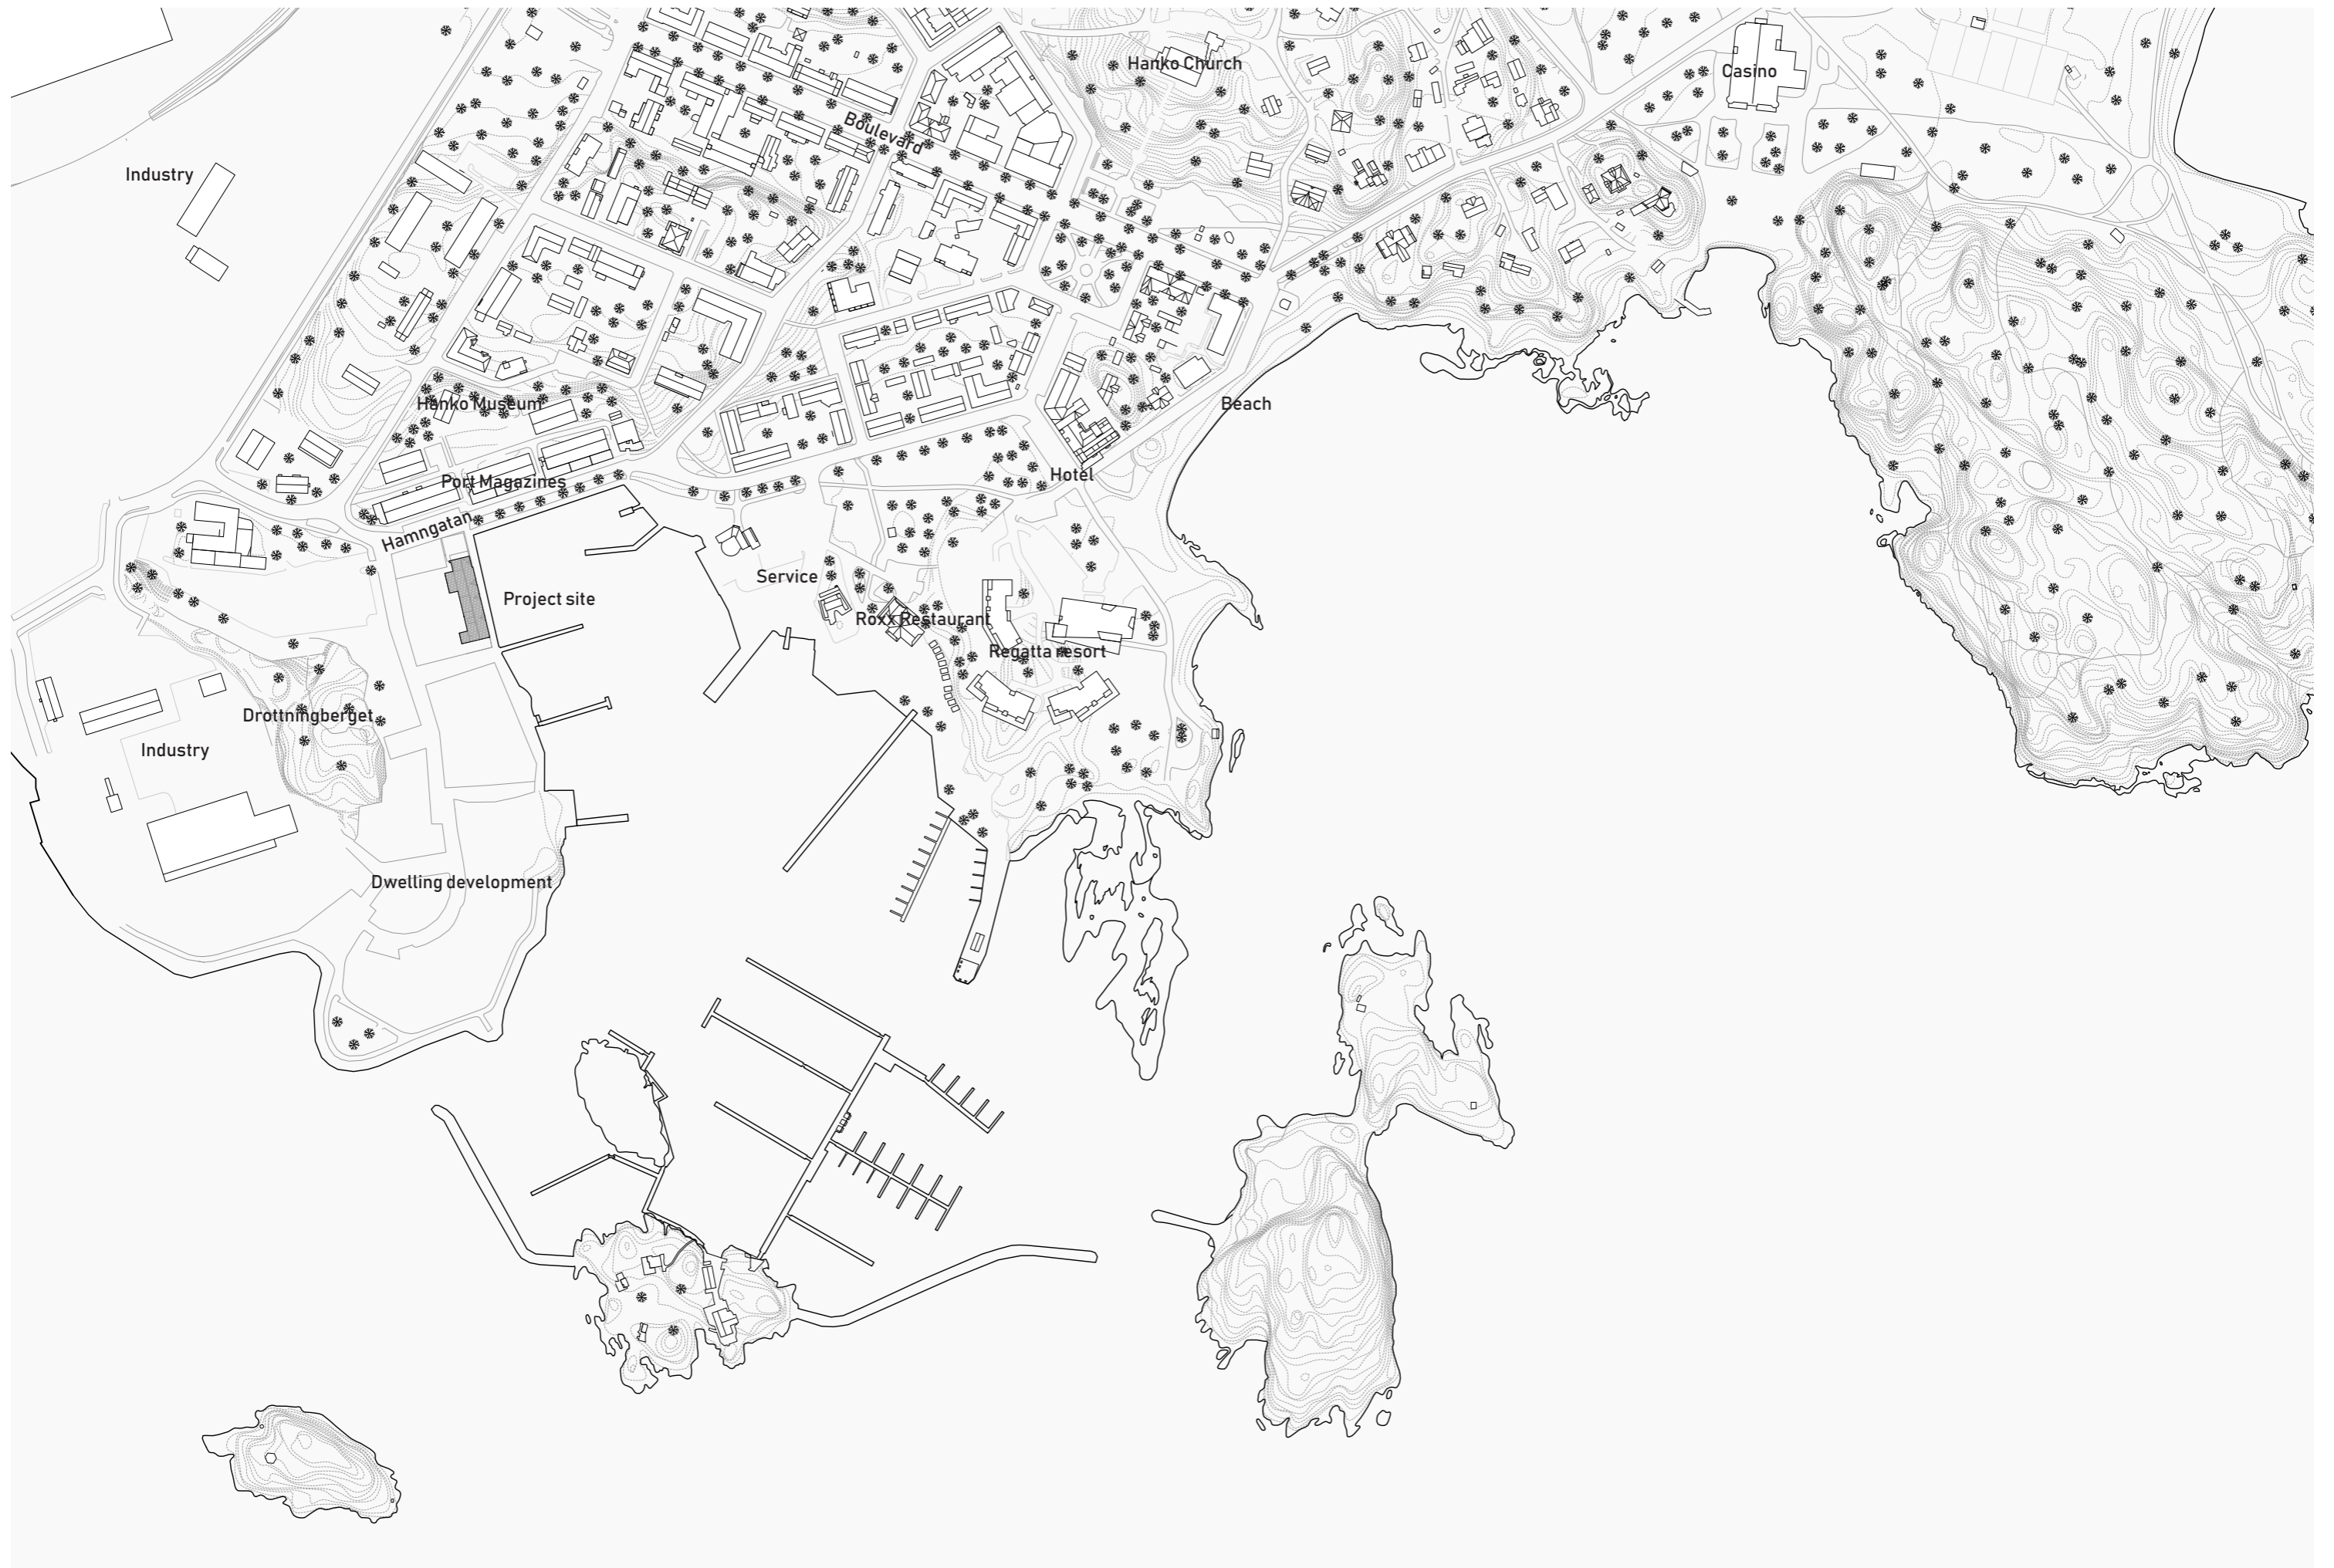 Hanko Church
Casino
Boulevard
Industry
Hanko Museum
Beach
Hotel
Port Magazines
Hamngatan
Service
Project site
Roxx Restaurant
Regatta resort
Drottningberget
Industry
Dwelling development